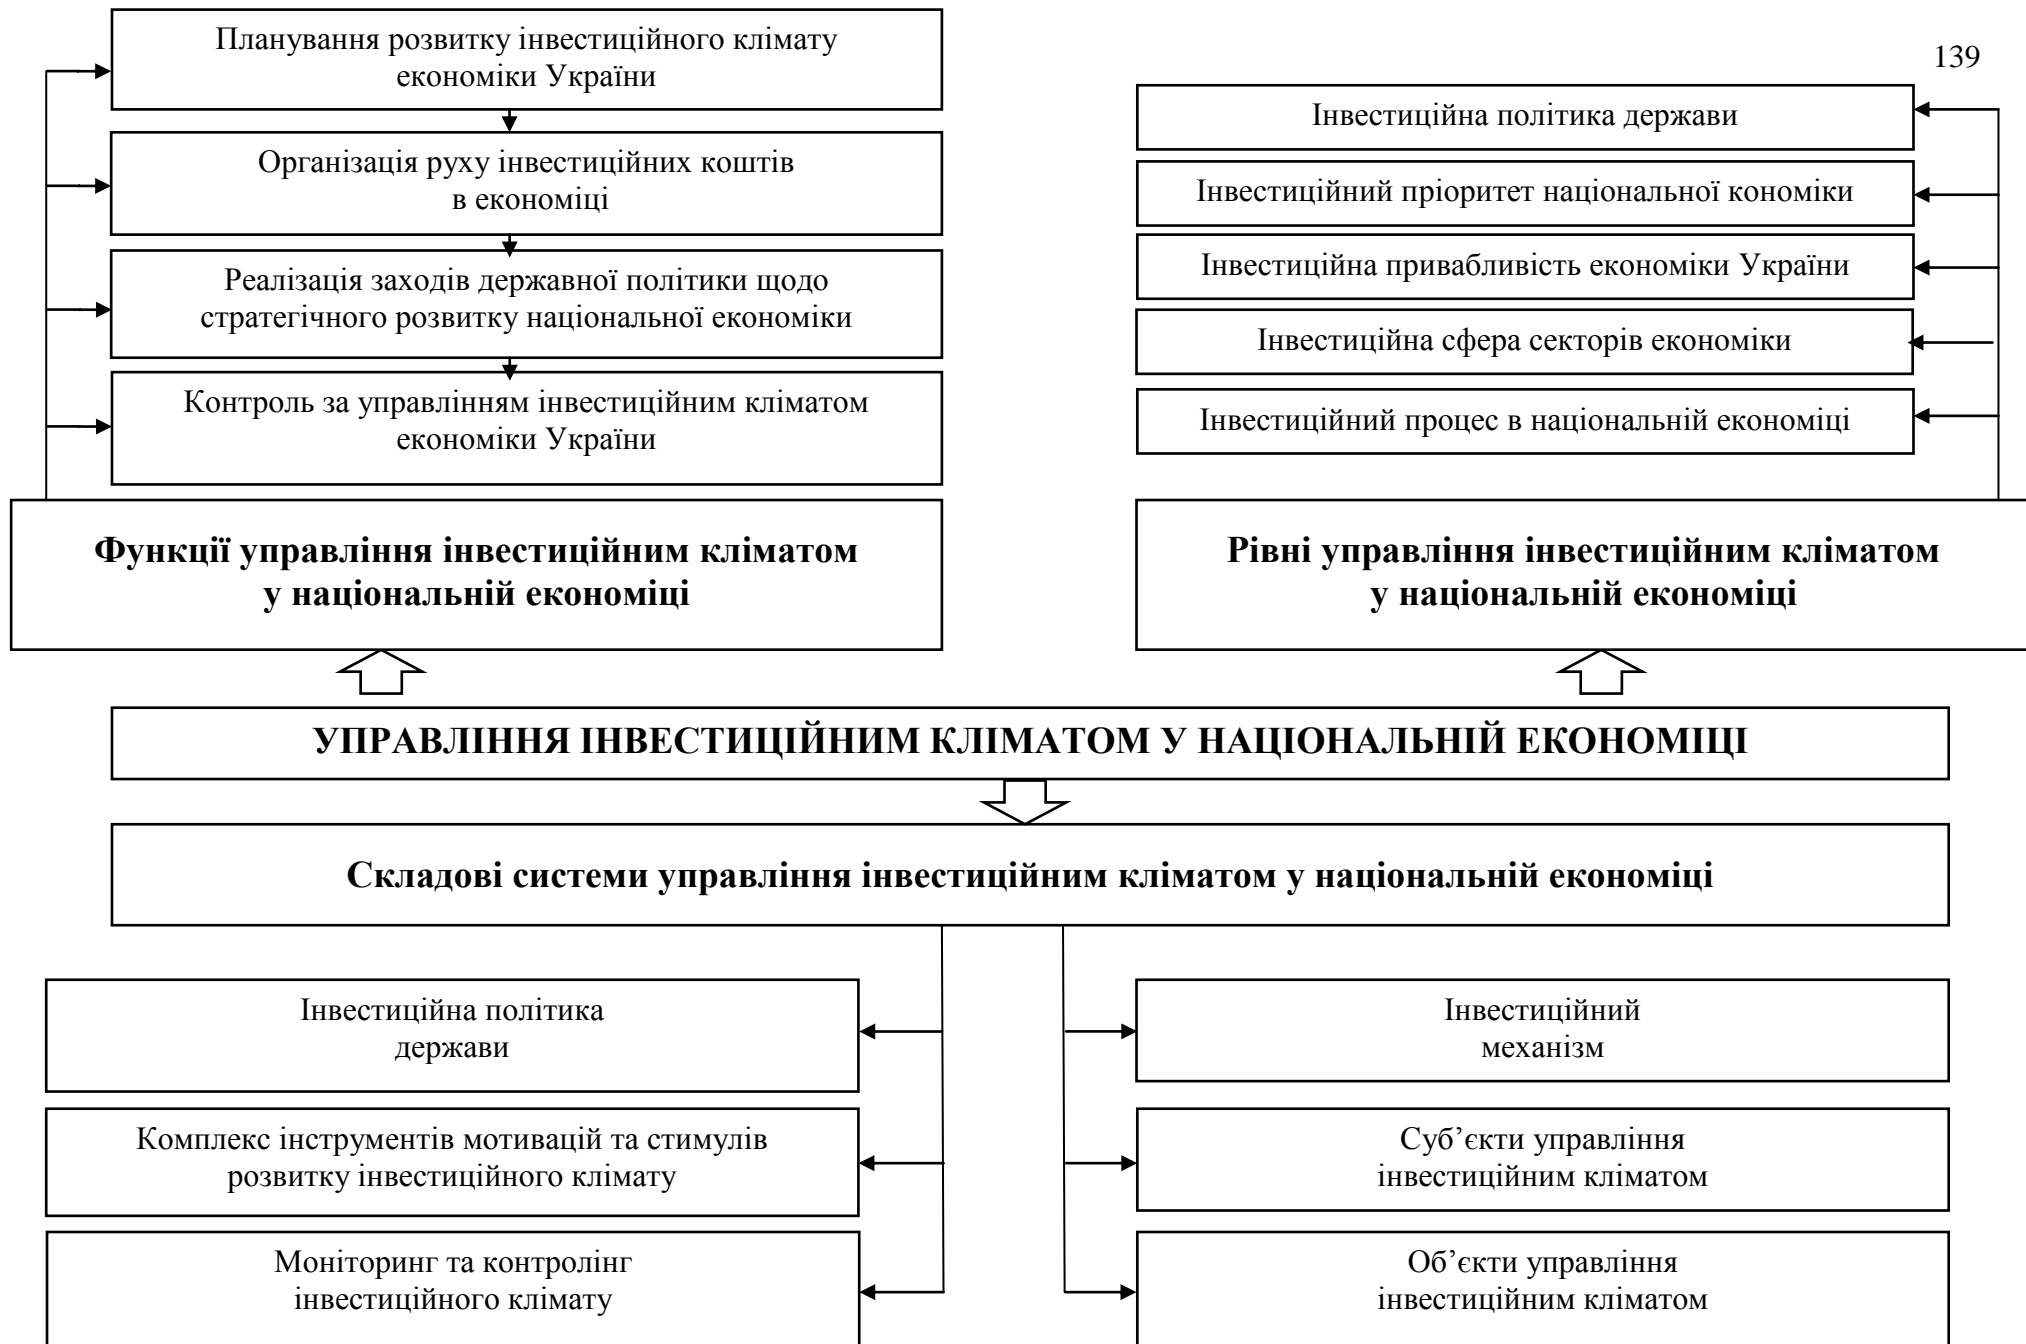 139
Планування розвитку інвестиційного клімату
економіки України
Організація руху інвестиційних коштів
в економіці
Реалізація заходів державної політики щодо
стратегічного розвитку національної економіки
Контроль за управлінням інвестиційним кліматом
економіки України
Функції управління інвестиційним кліматом
у національній економіці
Інвестиційна політика держави
Інвестиційний пріоритет національної кономіки
Інвестиційна привабливість економіки України
Інвестиційна сфера секторів економіки
Інвестиційний процес в національній економіці
Рівні управління інвестиційним кліматом
у національній економіці
УПРАВЛІННЯ ІНВЕСТИЦІЙНИМ КЛІМАТОМ У НАЦІОНАЛЬНІЙ ЕКОНОМІЦІ
Складові системи управління інвестиційним кліматом у національній економіці
Інвестиційна політика
держави
Комплекс інструментів мотивацій та стимулів
розвитку інвестиційного клімату
Моніторинг та контролінг
інвестиційного клімату
Інвестиційний
механізм
Суб’єкти управління
інвестиційним кліматом
Об’єкти управління
інвестиційним кліматом